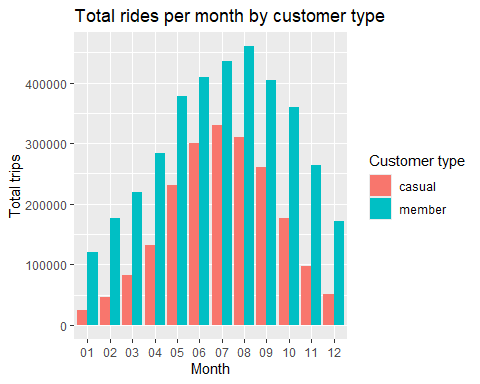 Total rides per month by customer type
Total trips
400000
300000
200000
100000
0
01 02 03 04 05 06 07 08 09 10 11 12
Month
Customer type
casual
member